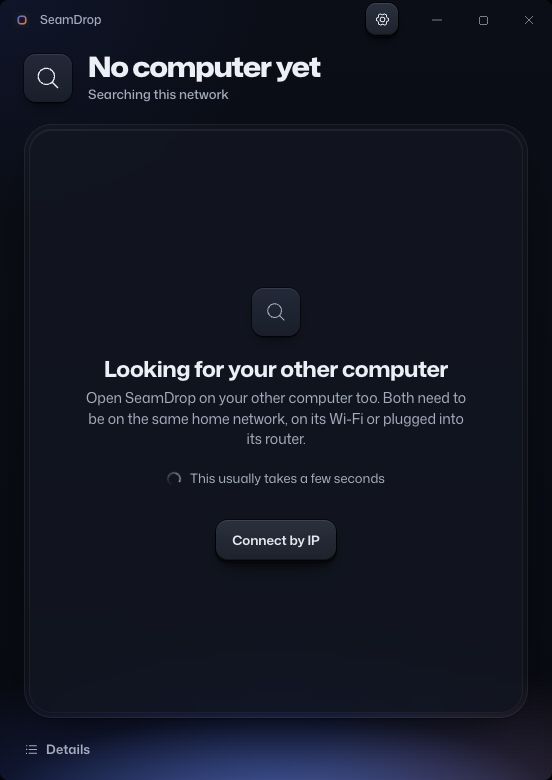 SeamDrop
No computer yet
Searching this network
Looking for your other computer
Open SeamDrop on your other computer too. Both need to
be on the same home network, on its Wi-Fi or plugged into
its router.
This usually takes a few seconds
Connect by IP
Details